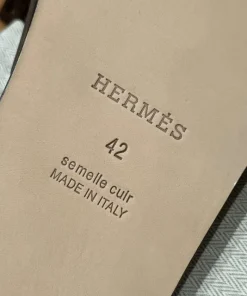 HERMÈS
42
semelle cuir
MADE IN ITALY